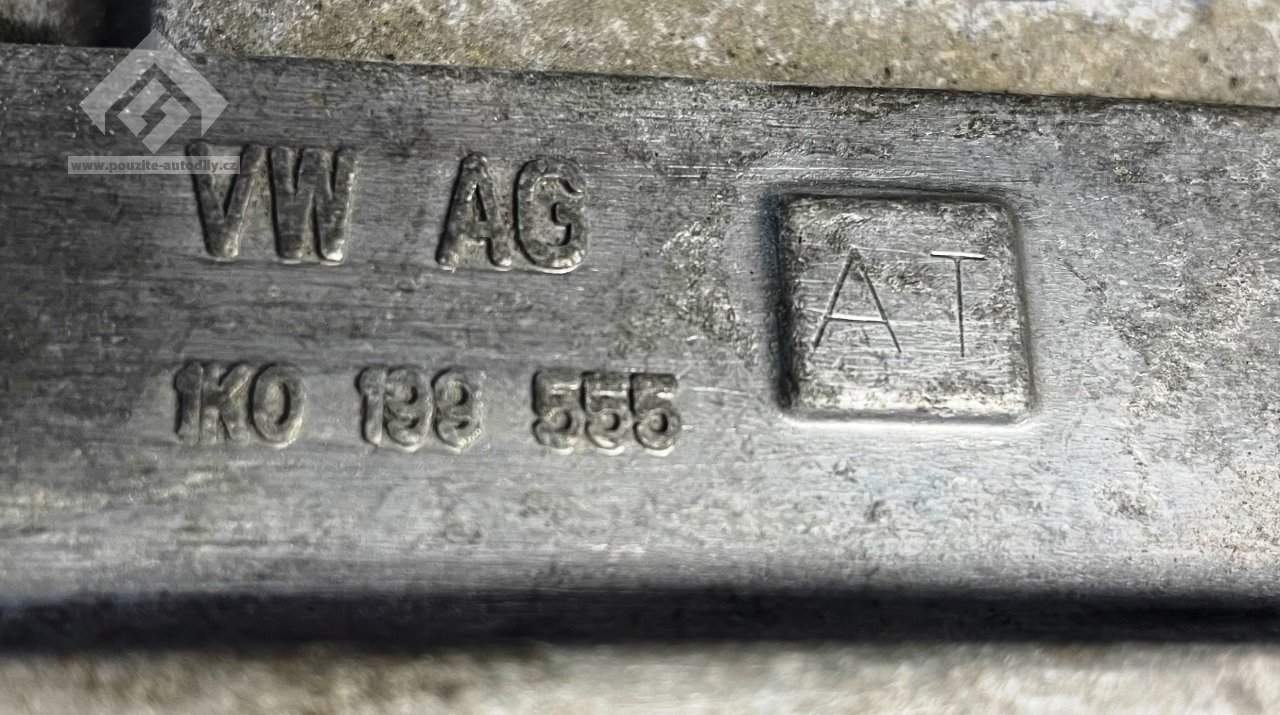 www.pouzite-autodily.cz
VW AG
AT
1K0 199 555